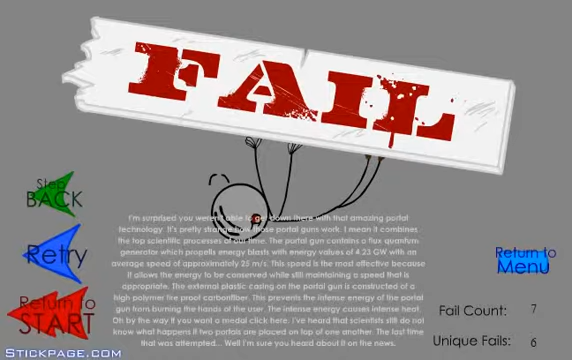 FAIL
Step
BACK
Retry
Return to
START
I'm surprised you weren't able to get down there with that amazing portal
technology. It's pretty strange how those portal guns work. I mean it combines
the top scientific processes of our time. The portal gun contains a flux quantum
generator which propells energy blasts with energy values of 4.23 GW with an
average speed of approximately 25 m/s. This speed is the most effective because
it allows the energy to be conserved while still maintaining a speed that is
appropriate. The external plastic casing on the portal gun is constructed of a
high polymer fire proof carbonfiber. This prevents the intense energy of the portal
gun from burning the hands of the user. The intense energy causes intense heat.
Oh by the way if you want a medal click here. I've heard that scientists still do not
know what happens if two portals are placed on top of one another. The last time
that was attempted... Well I'm sure you heard about it on the news.
Return to
Menu
Fail Count: 7
Unique Fails: 6
STICKPAGE.COM